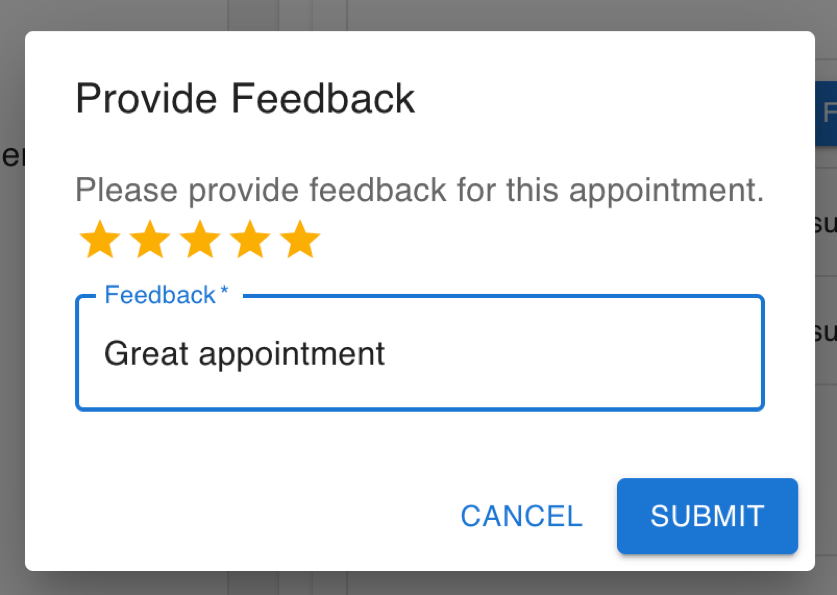 Provide Feedback
Please provide feedback for this appointment.
Feedback *
Great appointment
CANCEL
SUBMIT